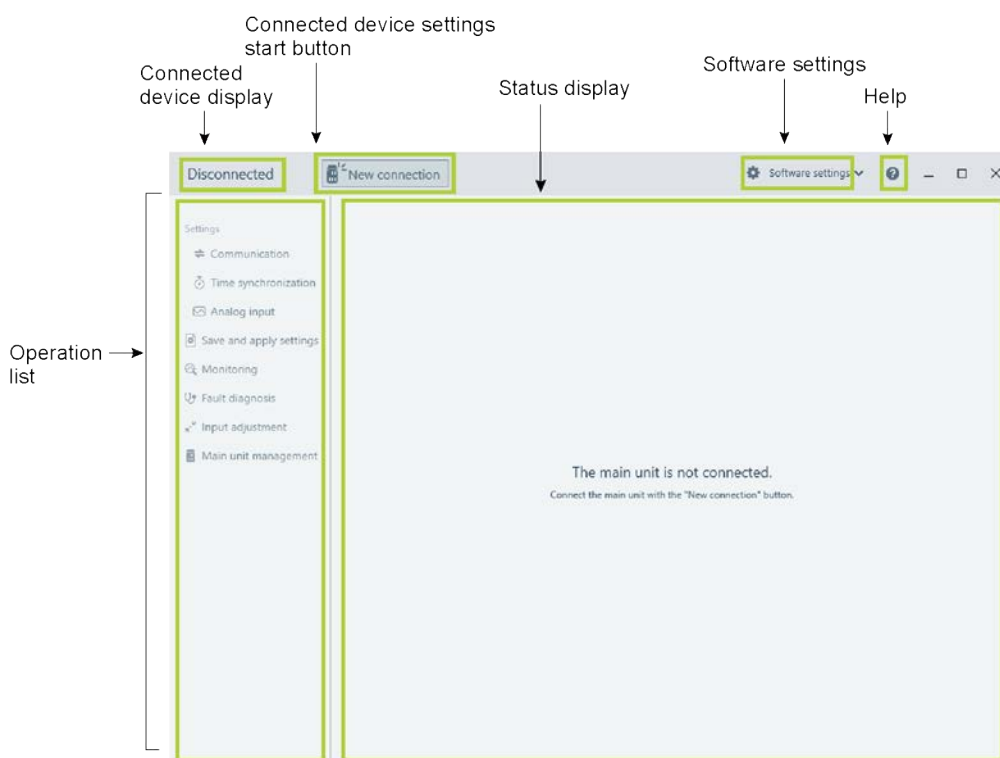 Connected device settings
start button
Connected
device display
Status display
Software settings
Help
Disconnected
New connection
Software settings
Settings
Communication
Time synchronization
Analog input
Save and apply settings
Monitoring
Fault diagnosis
Input adjustment
Main unit management
Operation
list
The main unit is not connected.
Connect the main unit with the "New connection" button.